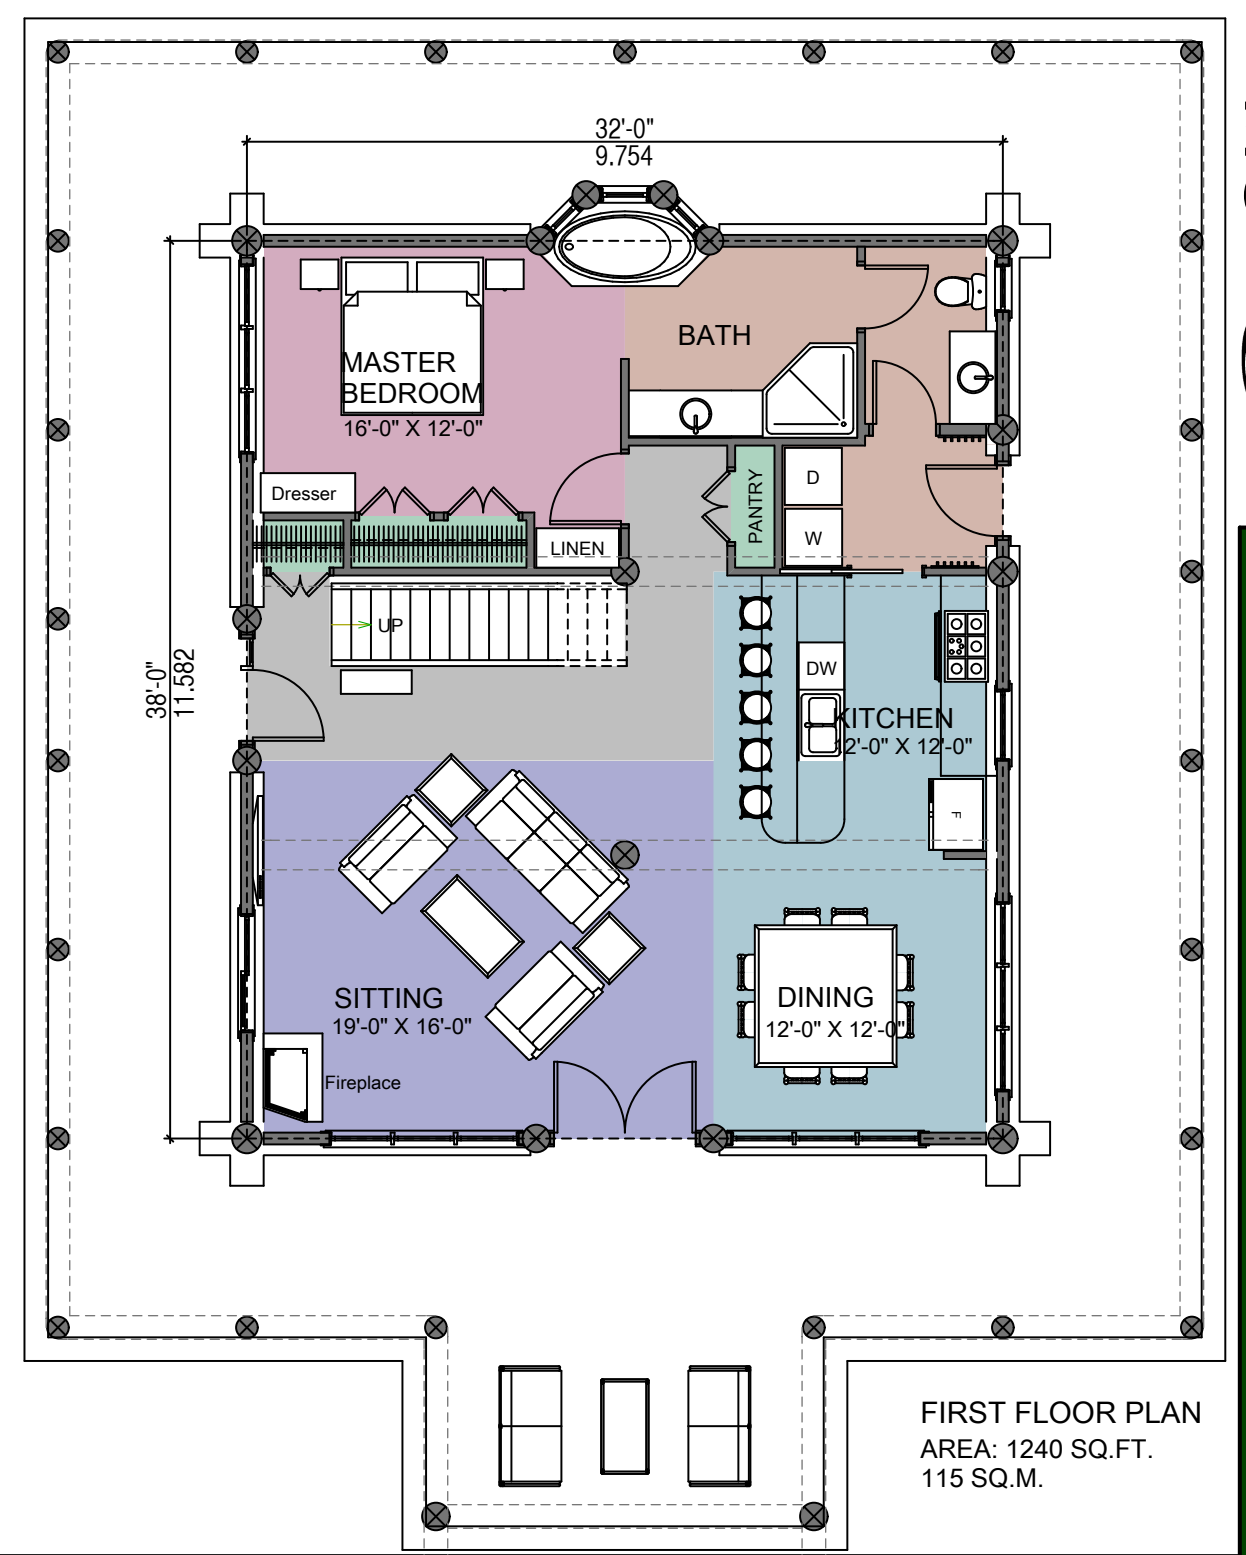 32'-0"
9.754
BATH
MASTER
BEDROOM
16'-0" X 12'-0"
Dresser
D
PANTRY
W
LINEN
UP
DW
38'-0"
11.582
KITCHEN
12'-0" X 12'-0"
F
SITTING
19'-0" X 16'-0"
DINING
12'-0" X 12'-0"
Fireplace
FIRST FLOOR PLAN
AREA: 1240 SQ.FT.
115 SQ.M.